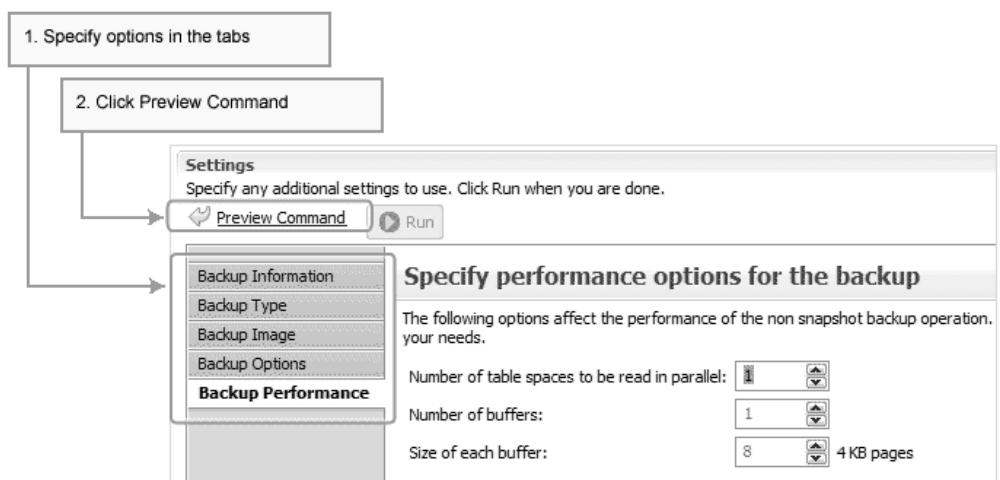 1. Specify options in the tabs
2. Click Preview Command
Settings
Specify any additional settings to use. Click Run when you are done.
Preview Command
Run
Backup Information
Backup Type
Backup Image
Backup Options
Backup Performance
Specify performance options for the backup
The following options affect the performance of the non snapshot backup operation.
your needs.
Number of table spaces to be read in parallel: 1
Number of buffers: 1
Size of each buffer: 8 4 KB pages